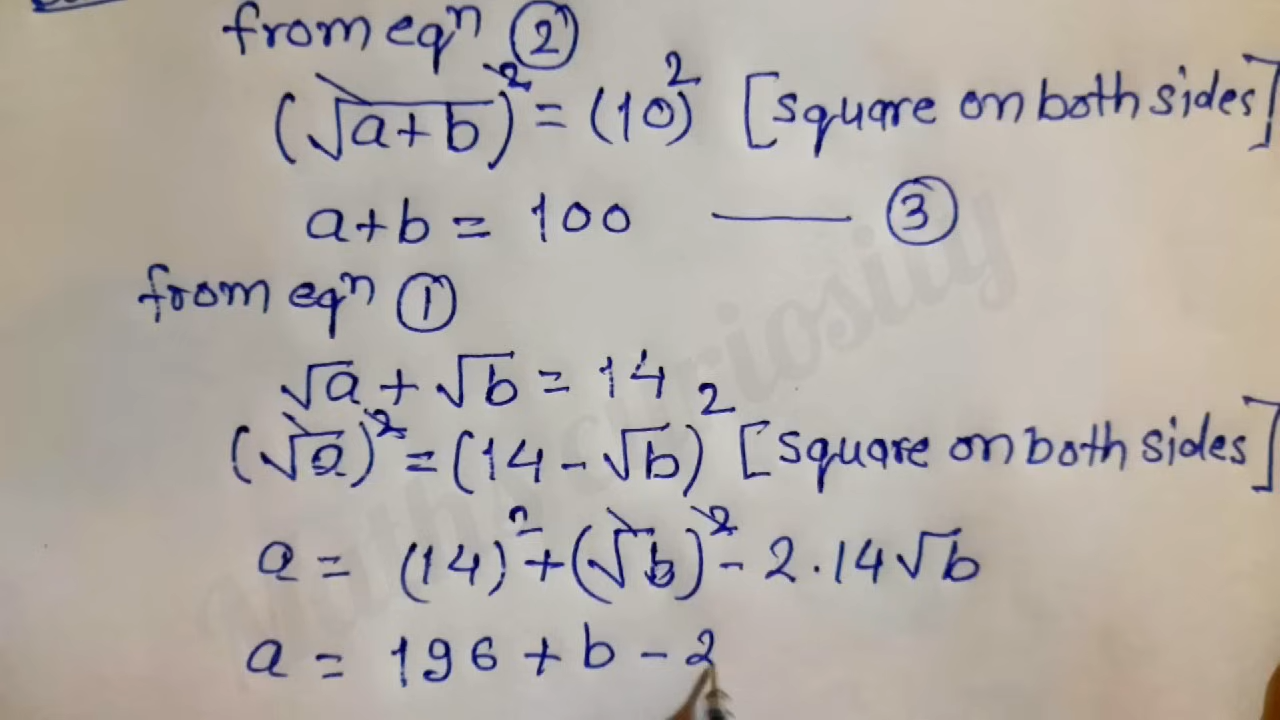 from eqⁿ ②
(√a+b)² = (10)² [square on both sides]
a+b = 100 —— ③
from eqⁿ ①
√a + √b = 14
(√a)² = (14-√b)² [square on both sides]
a = (14)² + (√b)² - 2.14√b
a = 196 + b - 2